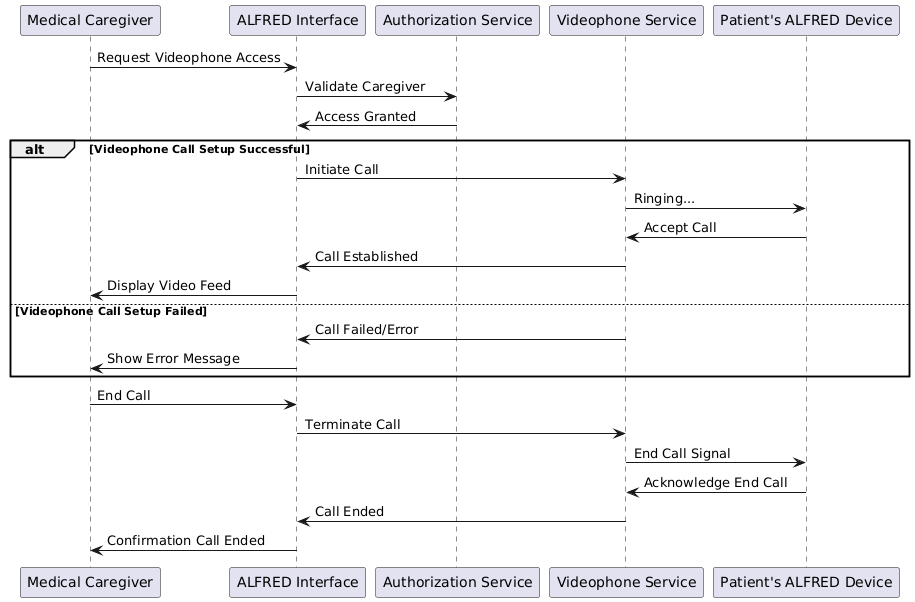 Medical Caregiver ALFRED Interface Authorization Service Videophone Service Patient's ALFRED Device
Request Videophone Access
Validate Caregiver
Access Granted
alt [Videophone Call Setup Successful]
Initiate Call
Ringing...
Accept Call
Call Established
Display Video Feed
[Videophone Call Setup Failed]
Call Failed/Error
Show Error Message
End Call
Terminate Call
End Call Signal
Acknowledge End Call
Call Ended
Confirmation Call Ended
Medical Caregiver ALFRED Interface Authorization Service Videophone Service Patient's ALFRED Device